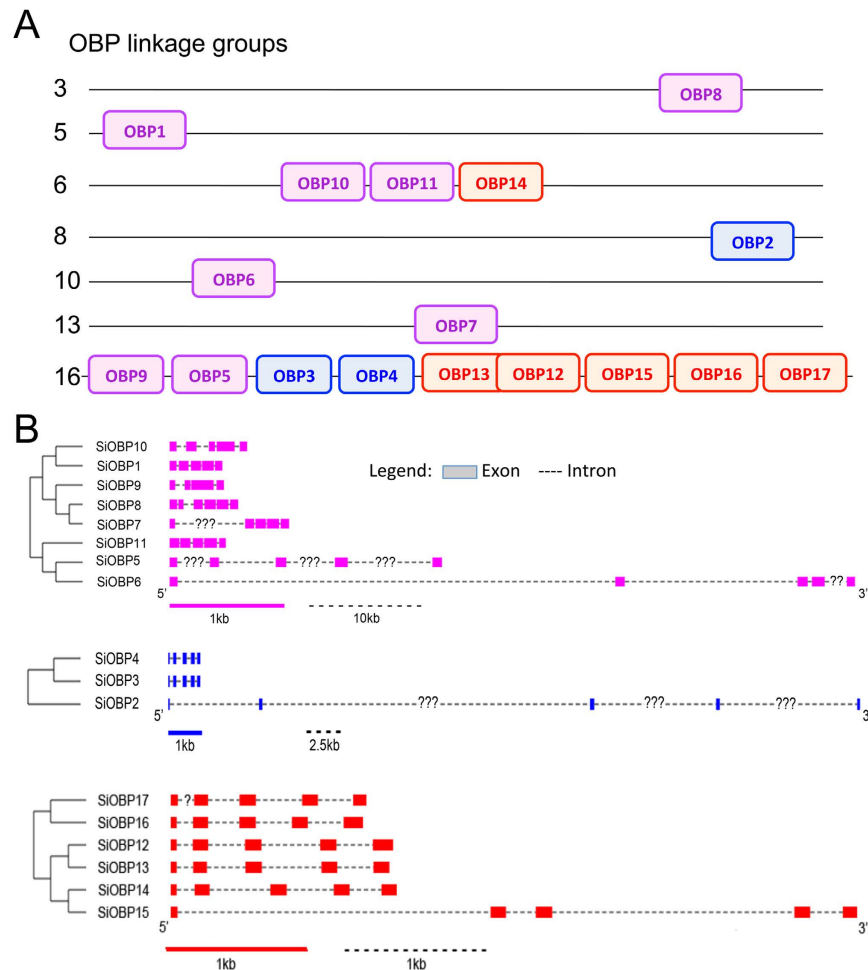 A
OBP linkage groups
3 OBP8
5 OBP1
6 OBP10 OBP11 OBP14
8 OBP2
10 OBP6
13 OBP7
16 OBP9 OBP5 OBP3 OBP4 OBP13 OBP12 OBP15 OBP16 OBP17
B
SiOBP10
Legend: Exon ---- Intron
SiOBP1
SiOBP9
SiOBP8
SiOBP7 ???
SiOBP11
SiOBP5 ??? ??? ???
SiOBP6 ??
5' 3'
1kb 10kb
SiOBP4
SiOBP3
SiOBP2 ??? ??? ???
5' 3'
1kb 2.5kb
SiOBP17 ?
SiOBP16
SiOBP12
SiOBP13
SiOBP14
SiOBP15
5' 3'
1kb 1kb